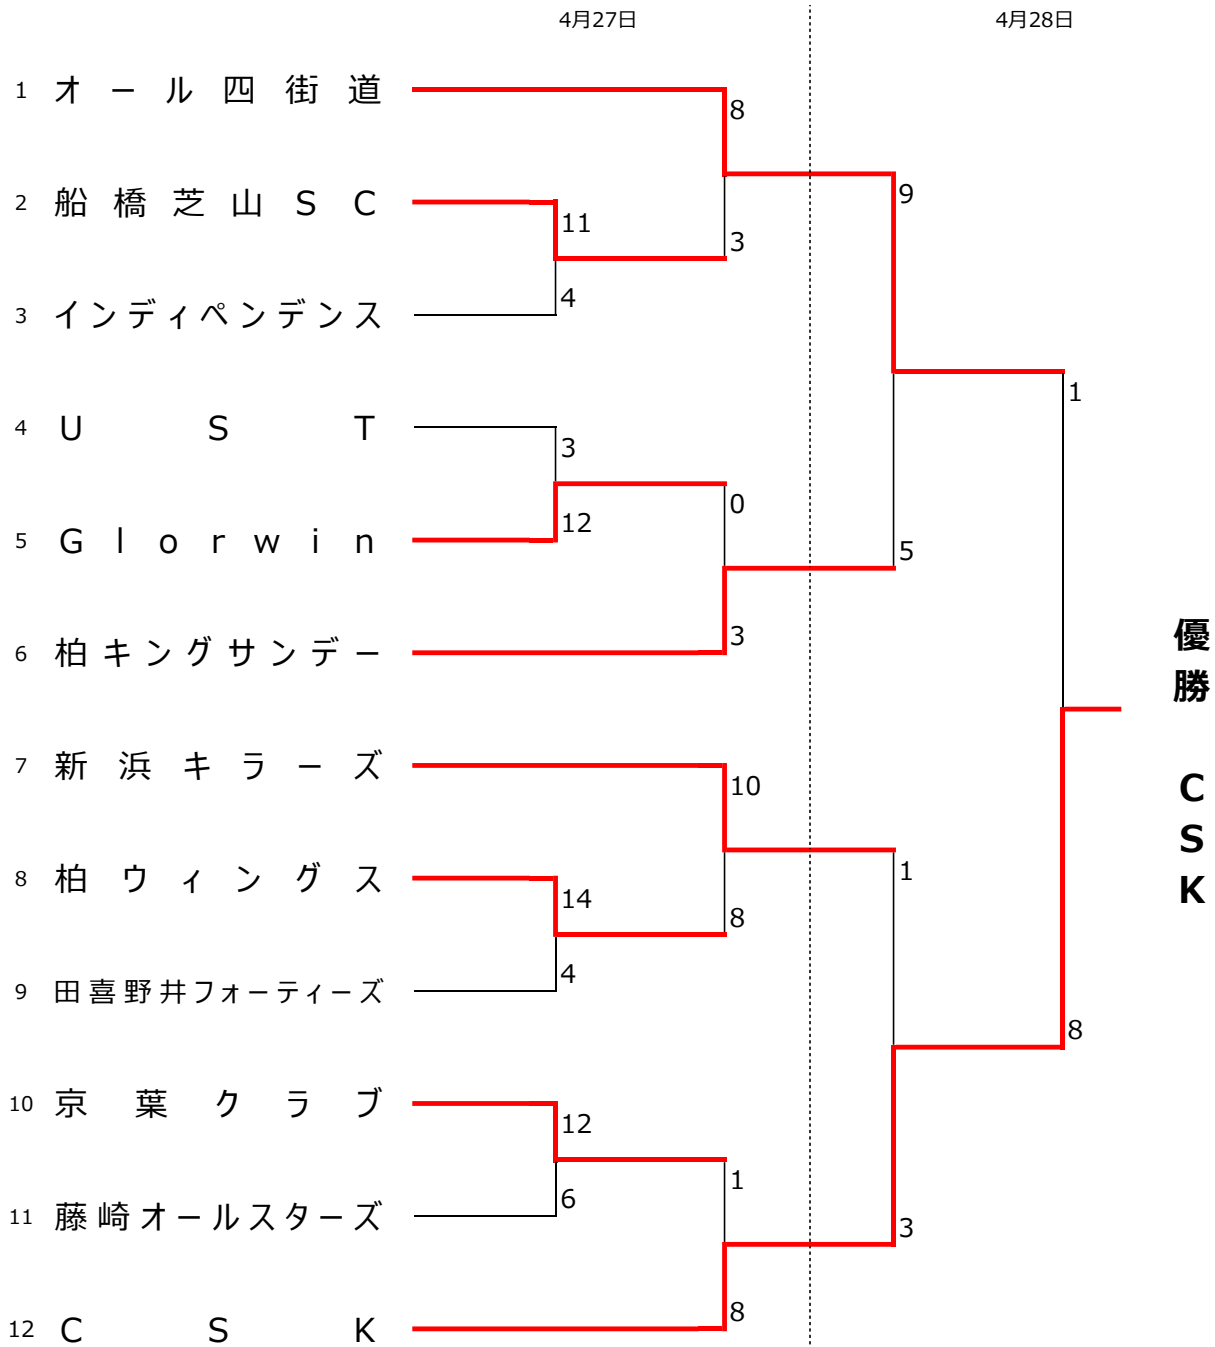 4月27日 4月28日
1 オール四街道
8
9
2 船橋芝山SC
11
3
3 インディペンデンス
4
1
4 UST
3
0
5 Glorwin
12
5
6 柏キングサンデー
3
7 新浜キラーズ
10
1
8 柏ウィングス
14
8
9 田喜野井フォーティーズ
4
8
10 京葉クラブ
12
1
11 藤崎オールスターズ
6
3
12 CSK
8
優勝 CSK